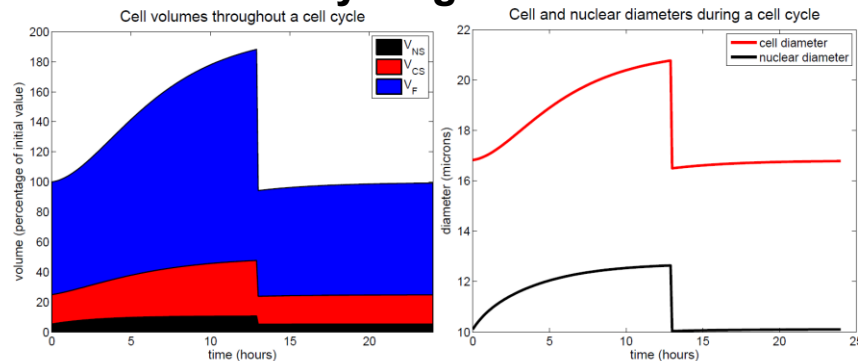 Cell volumes throughout a cell cycle
200
180
160
140
120
100
80
60
40
20
0
volume (percentage of initial value)
V_NS
V_CS
V_F
0 5 10 15 20
time (hours)
Cell and nuclear diameters during a cell cycle
22
20
18
16
14
12
10
diameter (microns)
cell diameter
nuclear diameter
0 5 10 15 20 25
time (hours)